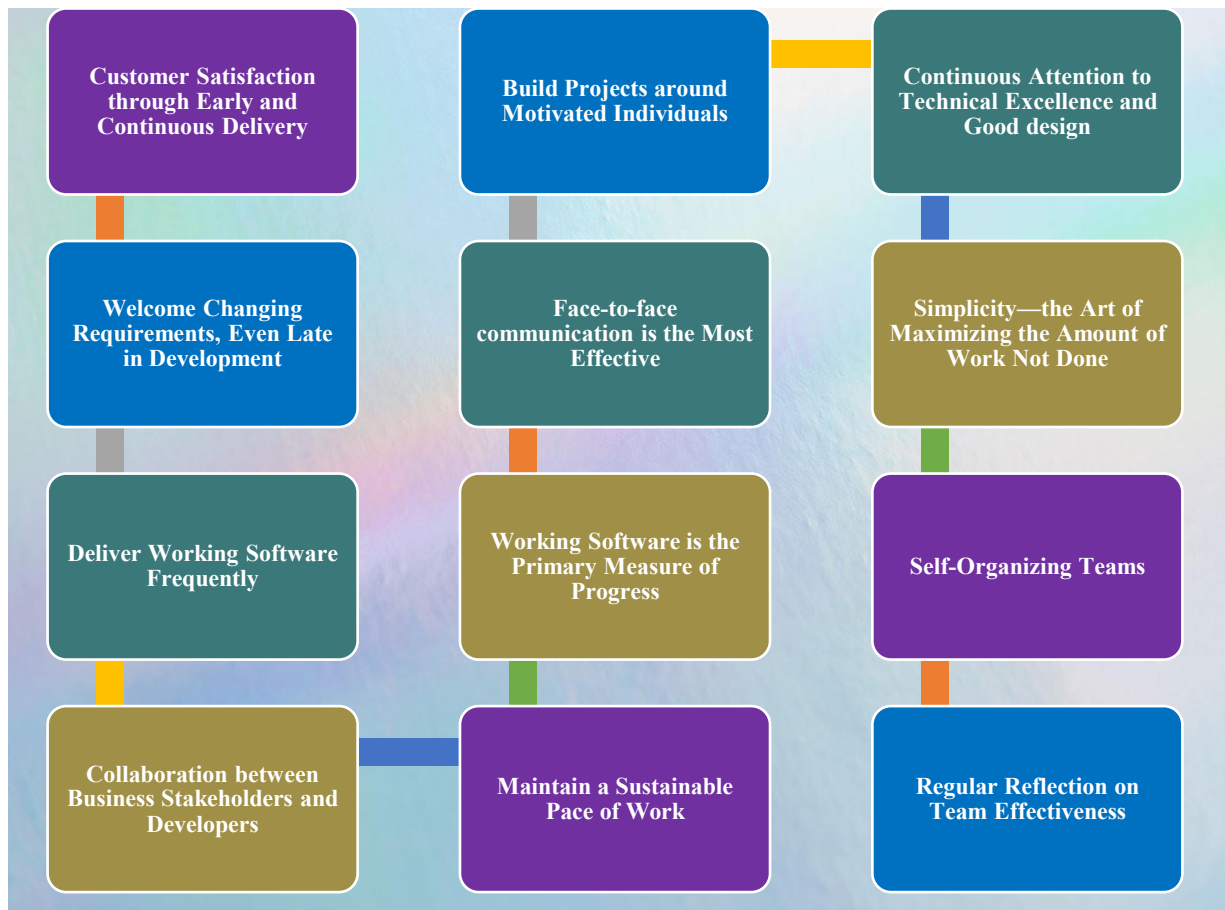 Customer Satisfaction
through Early and
Continuous Delivery
Welcome Changing
Requirements, Even Late
in Development
Deliver Working Software
Frequently
Collaboration between
Business Stakeholders and
Developers
Maintain a Sustainable
Pace of Work
Working Software is the
Primary Measure of
Progress
Face-to-face
communication is the Most
Effective
Build Projects around
Motivated Individuals
Continuous Attention to
Technical Excellence and
Good design
Simplicity—the Art of
Maximizing the Amount of
Work Not Done
Self-Organizing Teams
Regular Reflection on
Team Effectiveness